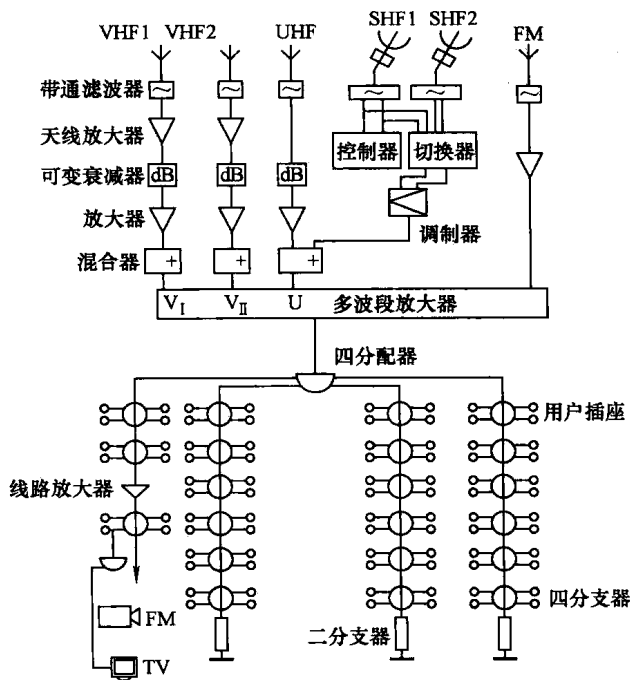 VHF1 VHF2 UHF SHF1 SHF2 FM
带通滤波器
天线放大器
控制器 切换器
可变衰减器 dB dB dB
放大器
调制器
混合器 + + +
VⅠ VⅡ U 多波段放大器
四分配器
用户插座
线路放大器
四分支器
FM
二分支器
TV